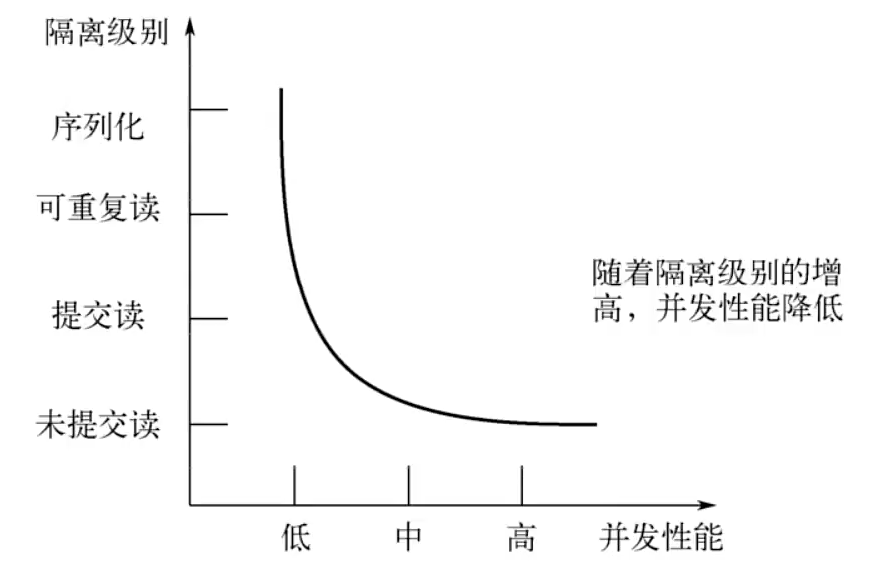 隔离级别
序列化
可重复读
提交读
未提交读
随着隔离级别的增
高，并发性能降低
低
中
高
并发性能